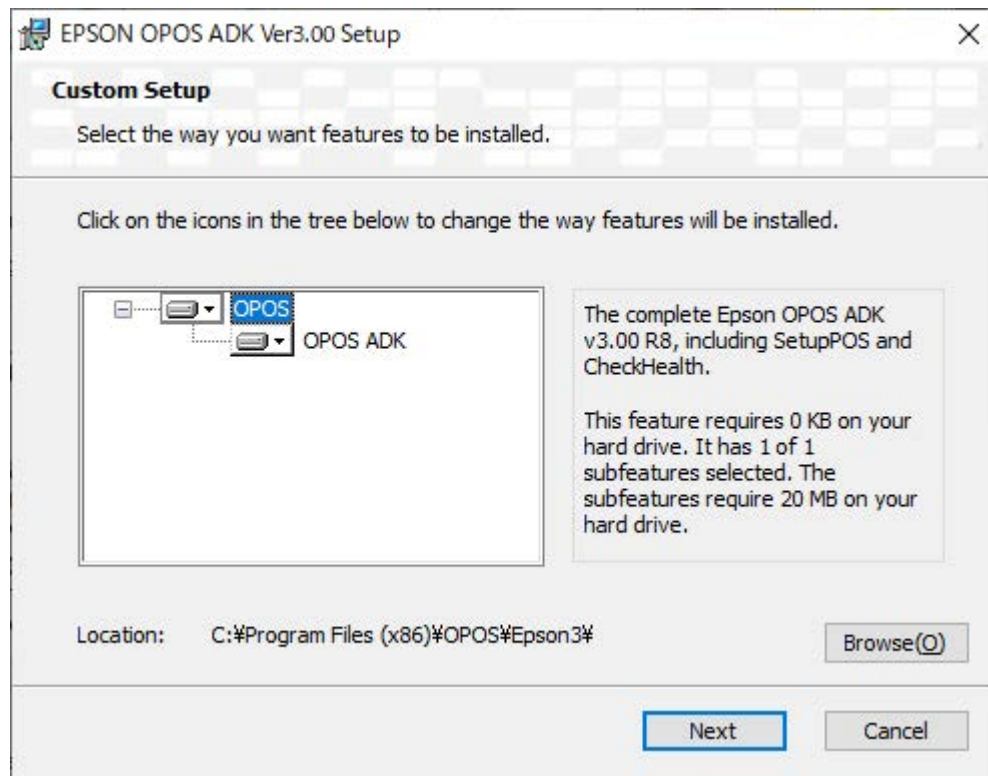 EPSON OPOS ADK Ver3.00 Setup
Custom Setup
Select the way you want features to be installed.
Click on the icons in the tree below to change the way features will be installed.
OPOS
OPOS ADK
The complete Epson OPOS ADK
v3.00 R8, including SetupPOS and
CheckHealth.
This feature requires 0 KB on your
hard drive. It has 1 of 1
subfeatures selected. The
subfeatures require 20 MB on your
hard drive.
Location: C:¥Program Files (x86)¥OPOS¥Epson3¥
Browse(O)
Next
Cancel